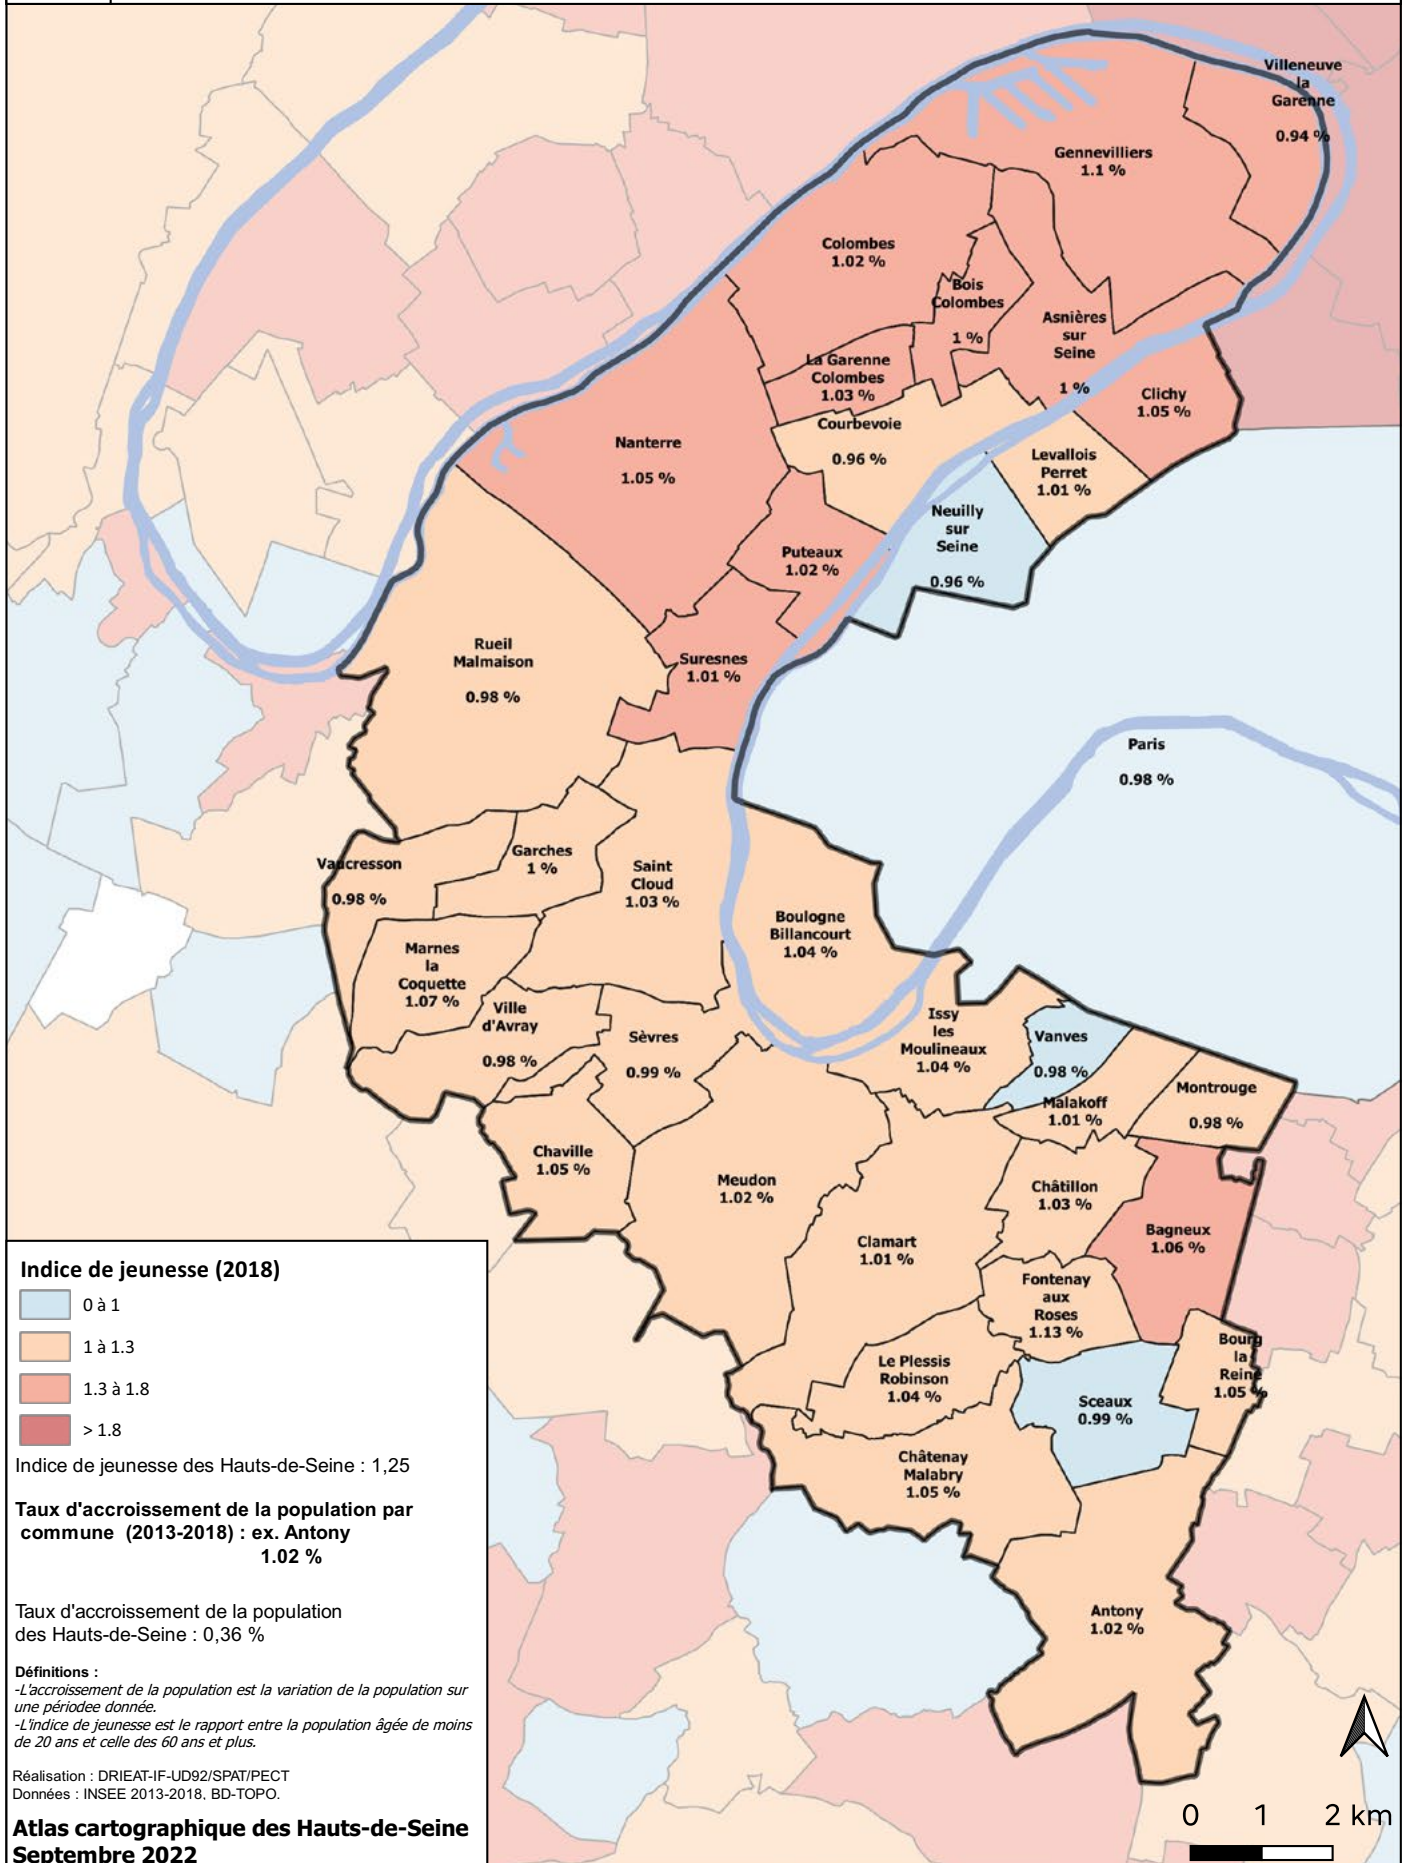 Villeneuve
la
Garenne
0.94 %
Gennevilliers
1.1 %
Colombes
1.02 %
Bois
Colombes
1 %
Asnières
sur
Seine
1 %
La Garenne
Colombes
1.03 %
Clichy
1.05 %
Courbevoie
0.96 %
Nanterre
1.05 %
Levallois
Perret
1.01 %
Neuilly
sur
Seine
0.96 %
Puteaux
1.02 %
Rueil
Malmaison
0.98 %
Suresnes
1.01 %
Paris
0.98 %
Vaucresson
0.98 %
Garches
1 %
Saint
Cloud
1.03 %
Boulogne
Billancourt
1.04 %
Marnes
la
Coquette
1.07 %
Ville
d'Avray
0.98 %
Sèvres
0.99 %
Issy
les
Moulineaux
1.04 %
Vanves
0.98 %
Malakoff
1.01 %
Montrouge
0.98 %
Chaville
1.05 %
Meudon
1.02 %
Châtillon
1.03 %
Bagneux
1.06 %
Clamart
1.01 %
Fontenay
aux
Roses
1.13 %
Bourg
la
Reine
1.05 %
Le Plessis
Robinson
1.04 %
Sceaux
0.99 %
Châtenay
Malabry
1.05 %
Antony
1.02 %
Indice de jeunesse (2018)
0 à 1
1 à 1.3
1.3 à 1.8
> 1.8
Indice de jeunesse des Hauts-de-Seine : 1,25
Taux d'accroissement de la population par
commune (2013-2018) : ex. Antony
1.02 %
Taux d'accroissement de la population
des Hauts-de-Seine : 0,36 %
Définitions :
-L'accroissement de la population est la variation de la population sur
une périodee donnée.
-L'indice de jeunesse est le rapport entre la population âgée de moins
de 20 ans et celle des 60 ans et plus.
Réalisation : DRIEAT-IF-UD92/SPAT/PECT
Données : INSEE 2013-2018, BD-TOPO.
Atlas cartographique des Hauts-de-Seine
Septembre 2022
0 1 2 km